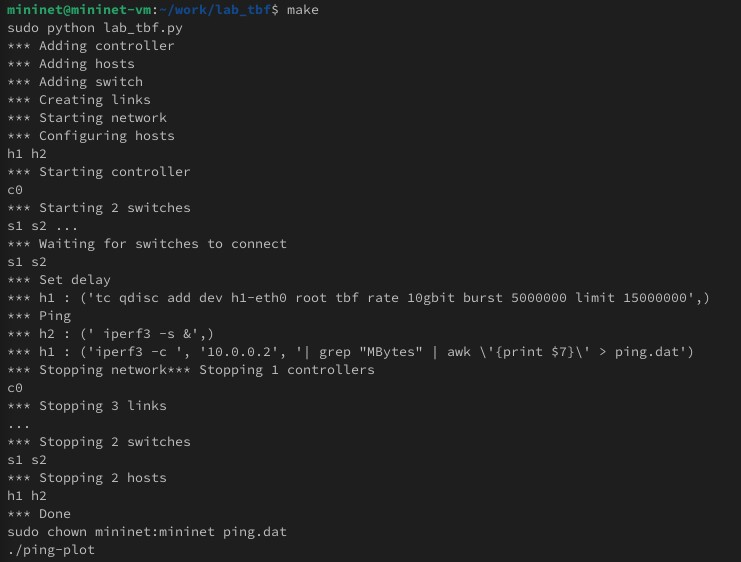 mininet@mininet-vm:~/work/lab_tbf$ make
sudo python lab_tbf.py
*** Adding controller
*** Adding hosts
*** Adding switch
*** Creating links
*** Starting network
*** Configuring hosts
h1 h2
*** Starting controller
c0
*** Starting 2 switches
s1 s2 ...
*** Waiting for switches to connect
s1 s2
*** Set delay
*** h1 : ('tc qdisc add dev h1-eth0 root tbf rate 10gbit burst 5000000 limit 15000000',)
*** Ping
*** h2 : (' iperf3 -s &',)
*** h1 : ('iperf3 -c ', '10.0.0.2', '| grep "MBytes" | awk \'{print $7}\' > ping.dat')
*** Stopping network*** Stopping 1 controllers
c0
*** Stopping 3 links
...
*** Stopping 2 switches
s1 s2
*** Stopping 2 hosts
h1 h2
*** Done
sudo chown mininet:mininet ping.dat
./ping-plot